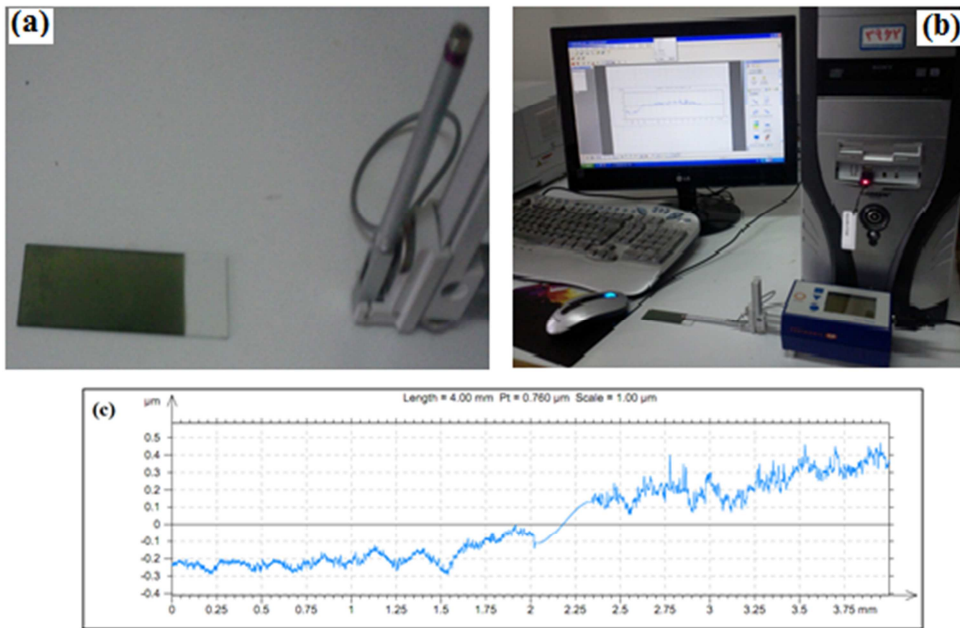 (a)
(b)
۳۹۶۲
SONY
LG
(c)
Length = 4.00 mm Pt = 0.760 µm Scale = 1.00 µm
µm
0.5
0.4
0.3
0.2
0.1
0
-0.1
-0.2
-0.3
-0.4
0 0.25 0.5 0.75 1 1.25 1.5 1.75 2 2.25 2.5 2.75 3 3.25 3.5 3.75 mm